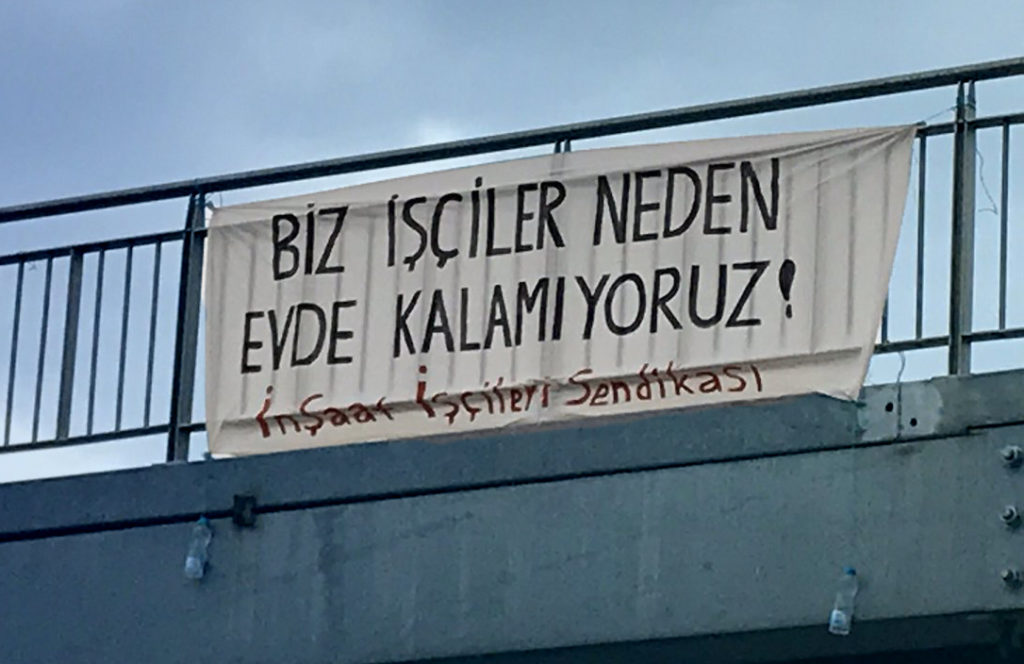 BİZ İŞÇİLER NEDEN
EVDE KALAMIYORUZ!
İnşaat İşçileri Sendikası